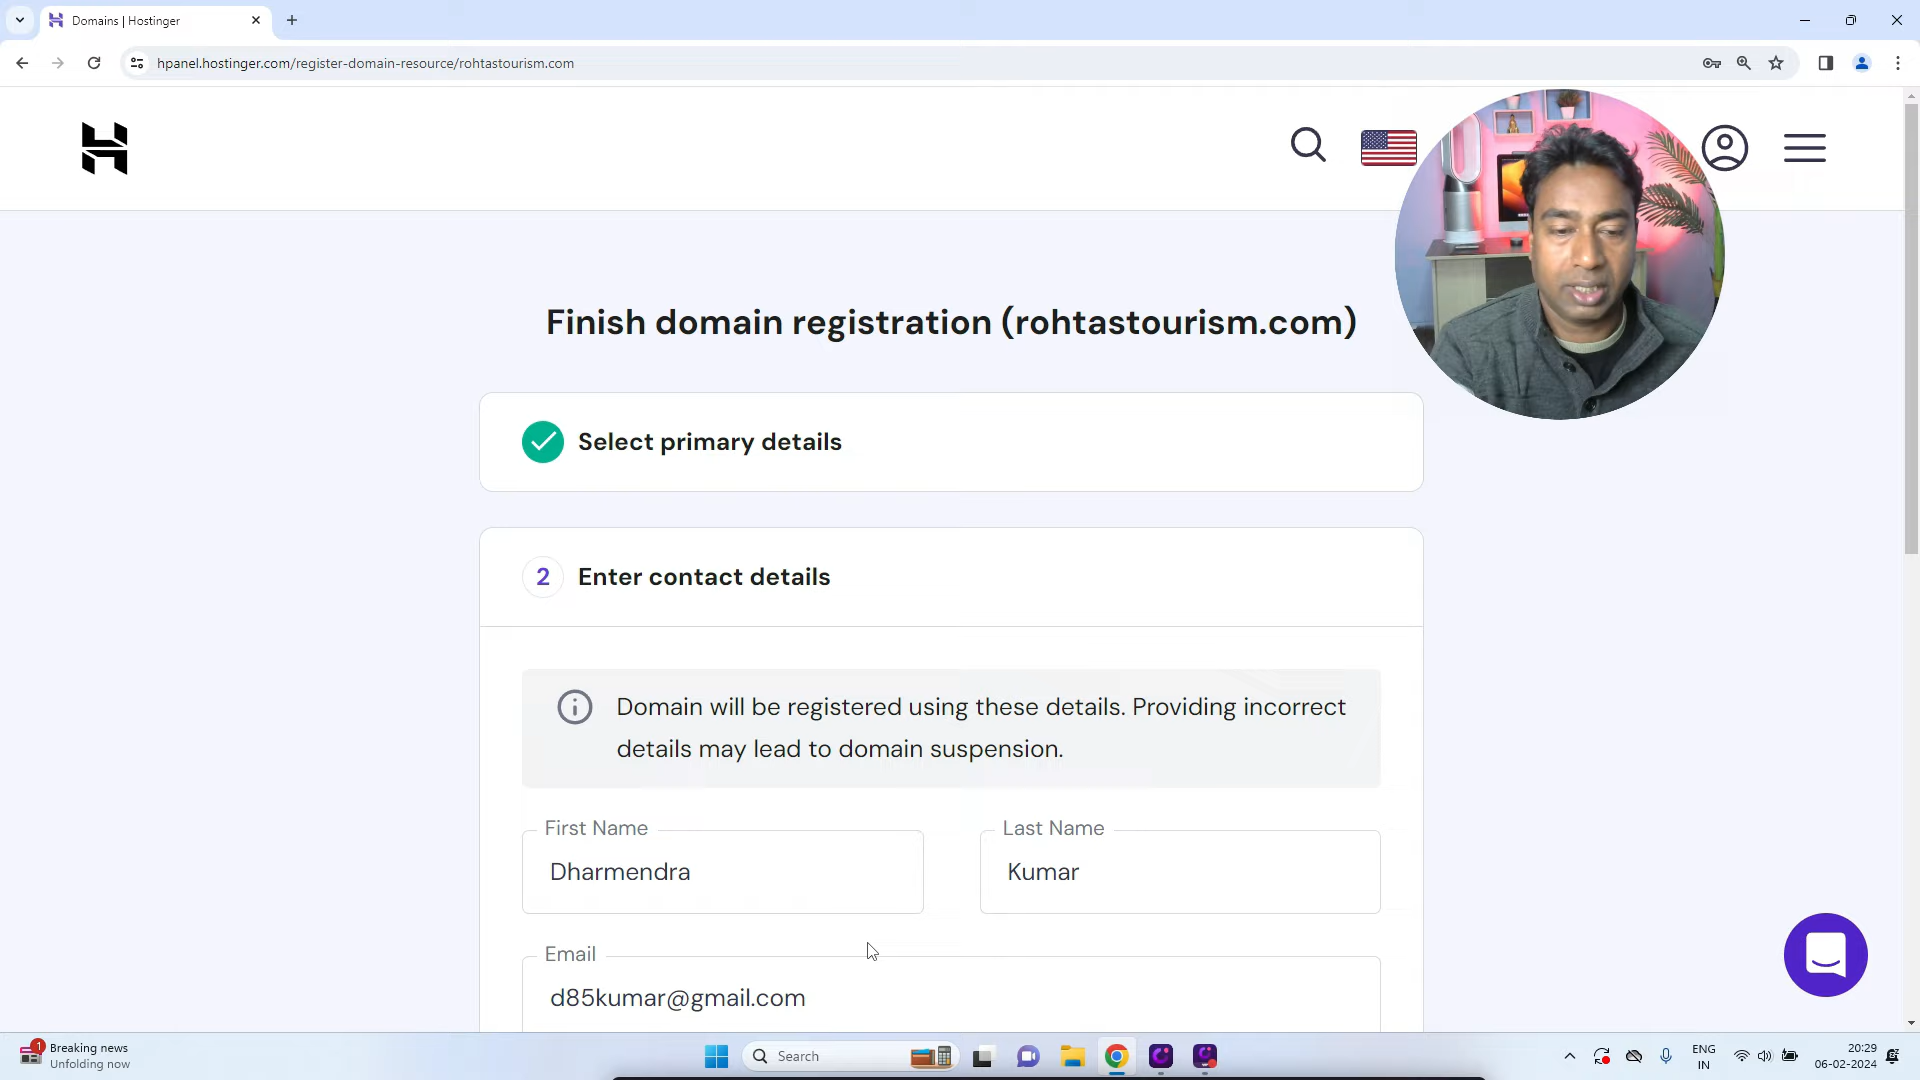 Domains | Hostinger
hpanel.hostinger.com/register-domain-resource/rohtastourism.com
Finish domain registration (rohtastourism.com)
Select primary details
2 Enter contact details
Domain will be registered using these details. Providing incorrect
details may lead to domain suspension.
First Name
Dharmendra
Last Name
Kumar
Email
d85kumar@gmail.com
1
Breaking news
Unfolding now
Search
ENG
IN
20:29
06-02-2024